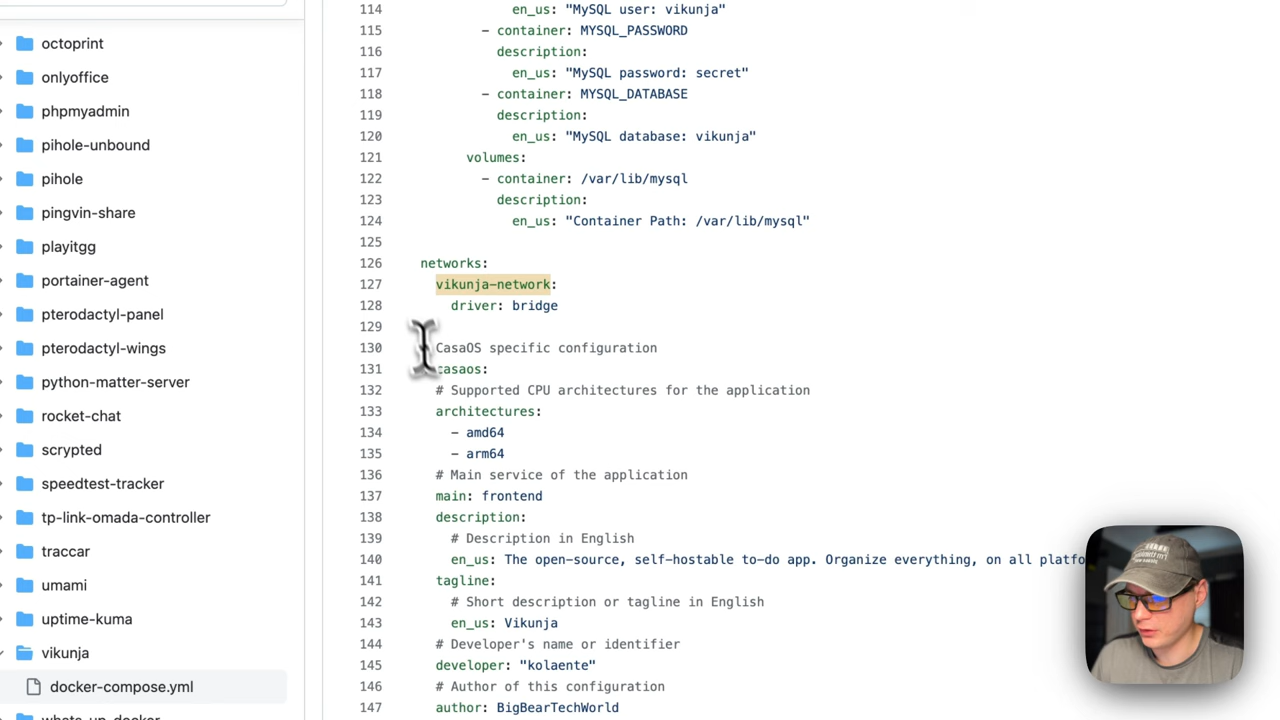 octoprint
onlyoffice
phpmyadmin
pihole-unbound
pihole
pingvin-share
playitgg
portainer-agent
pterodactyl-panel
pterodactyl-wings
python-matter-server
rocket-chat
scrypted
speedtest-tracker
tp-link-omada-controller
traccar
umami
uptime-kuma
vikunja
docker-compose.yml
114 en_us: "MySQL user: vikunja"
115 - container: MYSQL_PASSWORD
116 description:
117 en_us: "MySQL password: secret"
118 - container: MYSQL_DATABASE
119 description:
120 en_us: "MySQL database: vikunja"
121 volumes:
122 - container: /var/lib/mysql
123 description:
124 en_us: "Container Path: /var/lib/mysql"
125
126 networks:
127 vikunja-network:
128 driver: bridge
129
130 CasaOS specific configuration
131 casaos:
132 # Supported CPU architectures for the application
133 architectures:
134 - amd64
135 - arm64
136 # Main service of the application
137 main: frontend
138 description:
139 # Description in English
140 en_us: The open-source, self-hostable to-do app. Organize everything, on all platfo
141 tagline:
142 # Short description or tagline in English
143 en_us: Vikunja
144 # Developer's name or identifier
145 developer: "kolaente"
146 # Author of this configuration
147 author: BigBearTechWorld